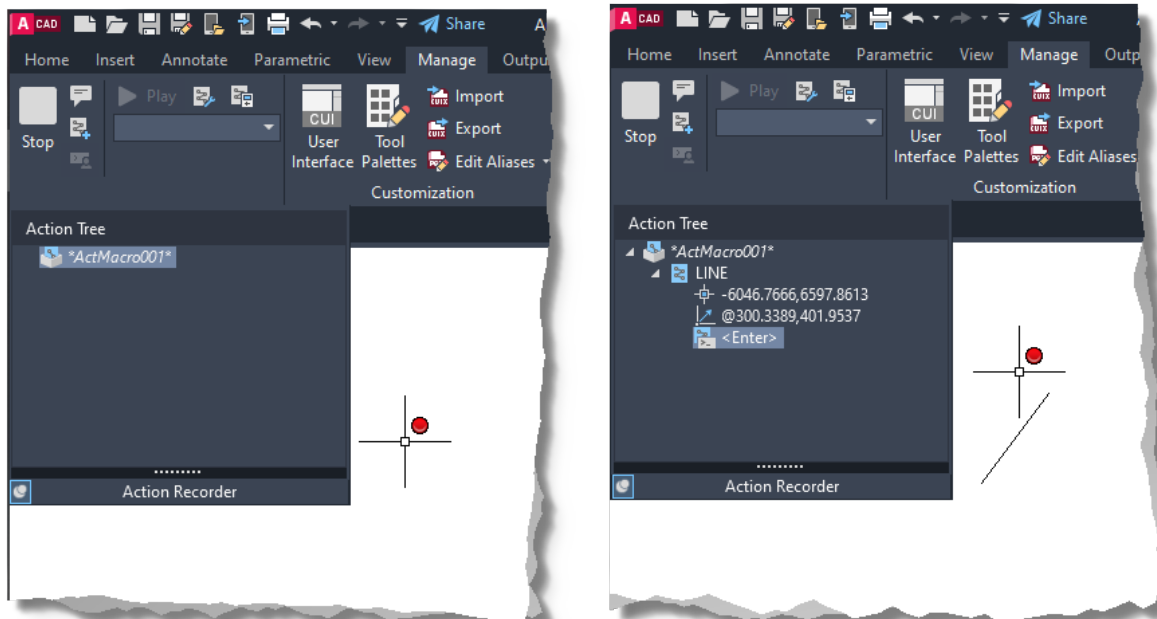 A CAD Share A
Home Insert Annotate Parametric View Manage Outpu
Play
Stop
CUI
User Interface
Tool Palettes
Import
Export
Edit Aliases
Customization
Action Tree
*ActMacro001*
Action Recorder
A CAD Share
Home Insert Annotate Parametric View Manage Outp
Play
Stop
CUI
User Interface
Tool Palettes
Import
Export
Edit Aliases
Customization
Action Tree
*ActMacro001*
LINE
-6046.7666,6597.8613
@300.3389,401.9537
<Enter>
Action Recorder